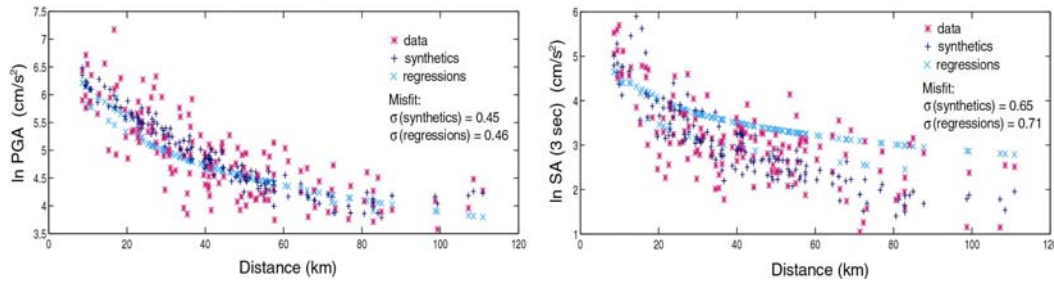 7.5
7
6.5
6
5.5
5
4.5
4
3.5
ln PGA (cm/s²)
0 20 40 60 80 100 120
Distance (km)
data
synthetics
regressions
Misfit:
σ(synthetics) = 0.45
σ(regressions) = 0.46
6
5
4
3
2
1
ln SA (3 sec) (cm/s²)
0 20 40 60 80 100 120
Distance (km)
data
synthetics
regressions
Misfit:
σ(synthetics) = 0.65
σ(regressions) = 0.71